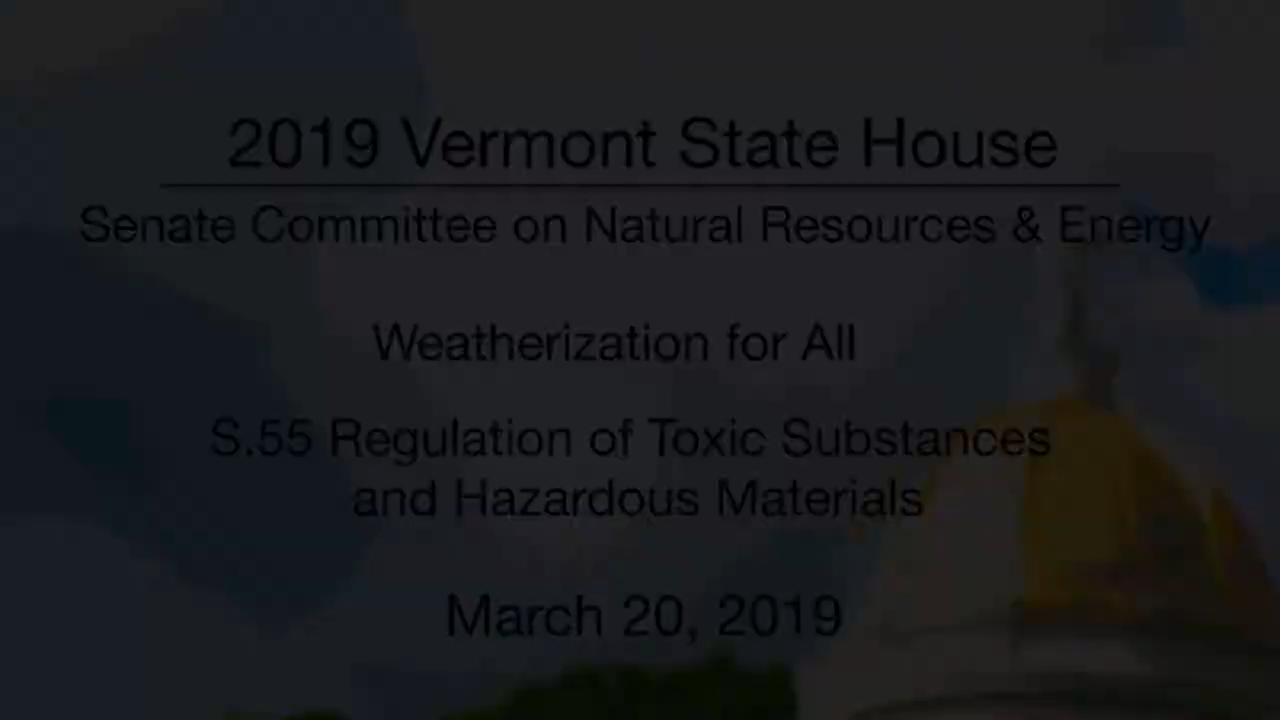 2019 Vermont State House
Senate Committee on Natural Resources & Energy
Weatherization for All
S.55 Regulation of Toxic Substances
and Hazardous Materials
March 20, 2019